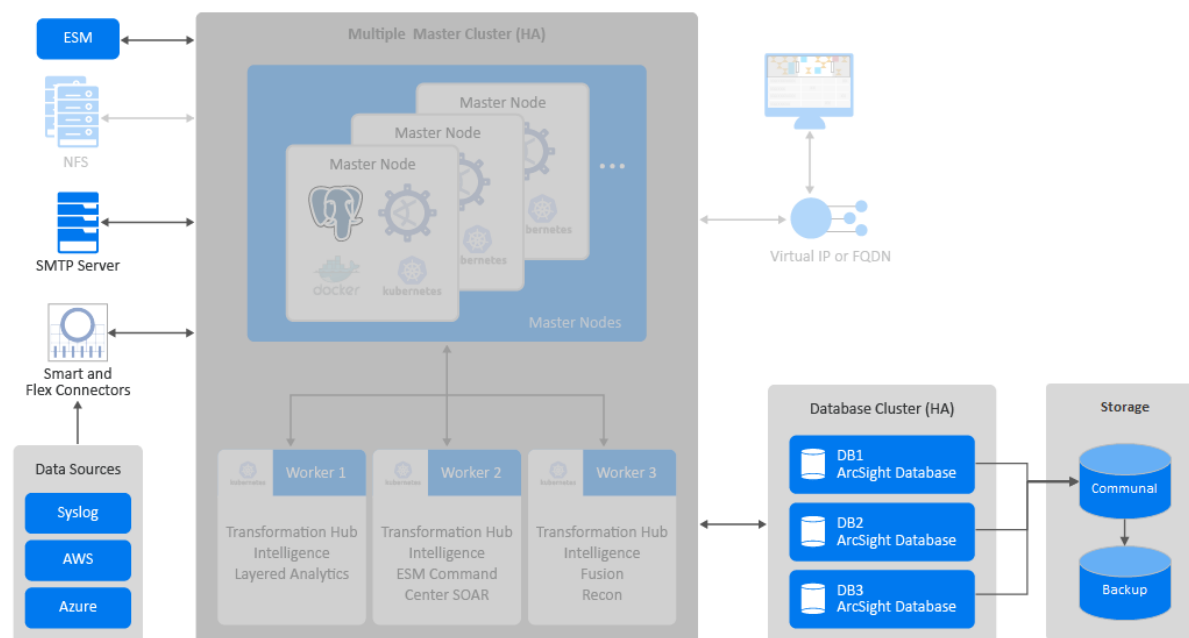 ESM
NFS
SMTP Server
Smart and
Flex Connectors
Data Sources
Syslog
AWS
Azure
Multiple Master Cluster (HA)
Master Node
Master Node
Master Node
docker
kubernetes
kubernetes
kubernetes
...
Master Nodes
kubernetes
Worker 1
Transformation Hub
Intelligence
Layered Analytics
kubernetes
Worker 2
Transformation Hub
Intelligence
ESM Command
Center SOAR
kubernetes
Worker 3
Transformation Hub
Intelligence
Fusion
Recon
Virtual IP or FQDN
Database Cluster (HA)
DB1
ArcSight Database
DB2
ArcSight Database
DB3
ArcSight Database
Storage
Communal
Backup